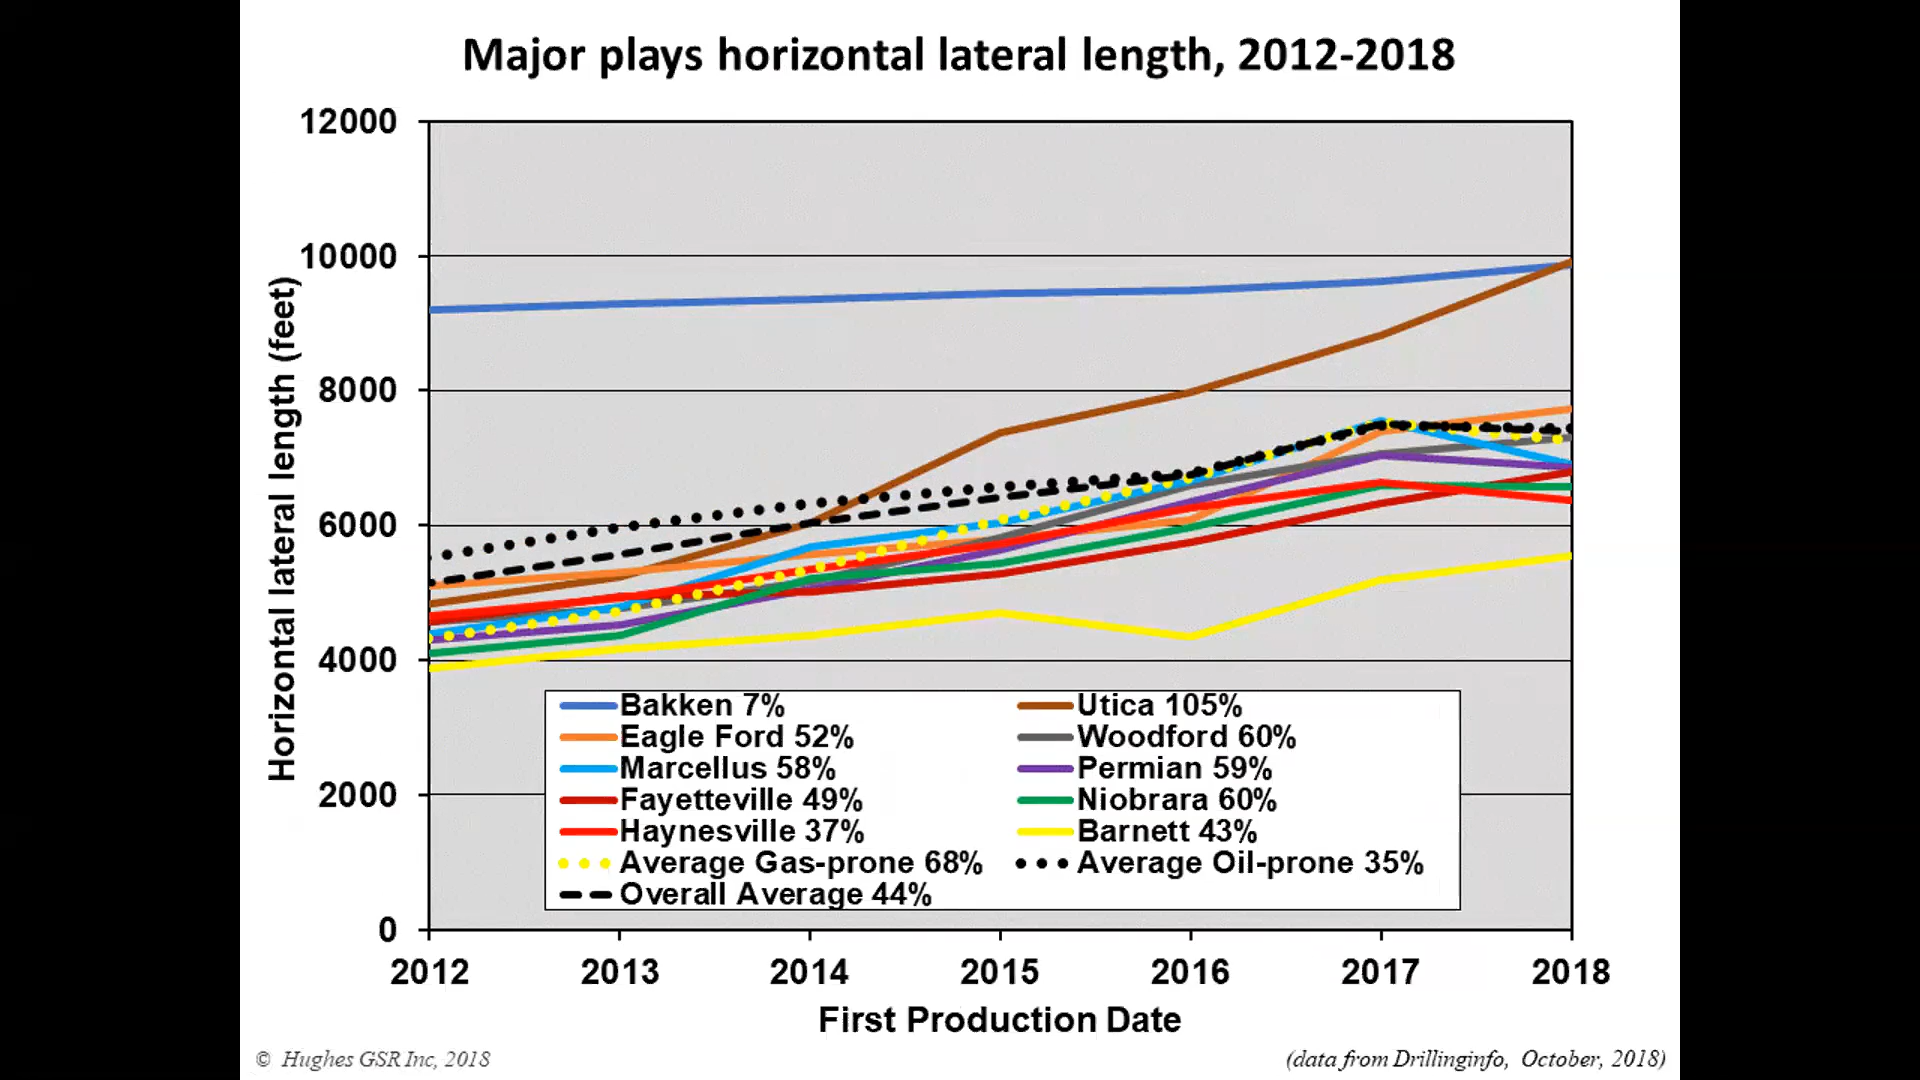 Major plays horizontal lateral length, 2012-2018
12000
10000
8000
6000
4000
2000
0
Horizontal lateral length (feet)
Bakken 7%
Utica 105%
Eagle Ford 52%
Woodford 60%
Marcellus 58%
Permian 59%
Fayetteville 49%
Niobrara 60%
Haynesville 37%
Barnett 43%
Average Gas-prone 68%
Average Oil-prone 35%
Overall Average 44%
2012 2013 2014 2015 2016 2017 2018
First Production Date
© Hughes GSR Inc, 2018
(data from Drillinginfo, October, 2018)